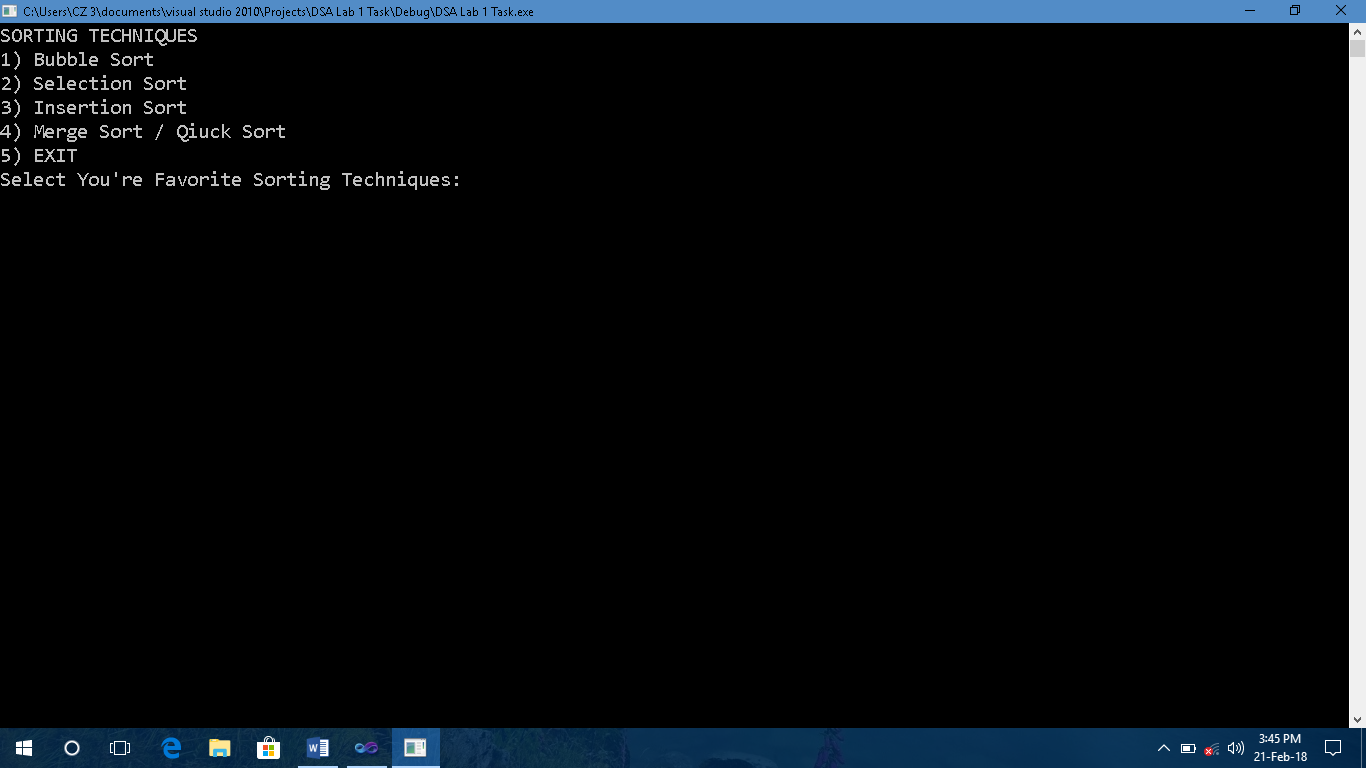 C:\Users\CZ 3\documents\visual studio 2010\Projects\DSA Lab 1 Task\Debug\DSA Lab 1 Task.exe
SORTING TECHNIQUES
1) Bubble Sort
2) Selection Sort
3) Insertion Sort
4) Merge Sort / Qiuck Sort
5) EXIT
Select You're Favorite Sorting Techniques:
3:45 PM
21-Feb-18